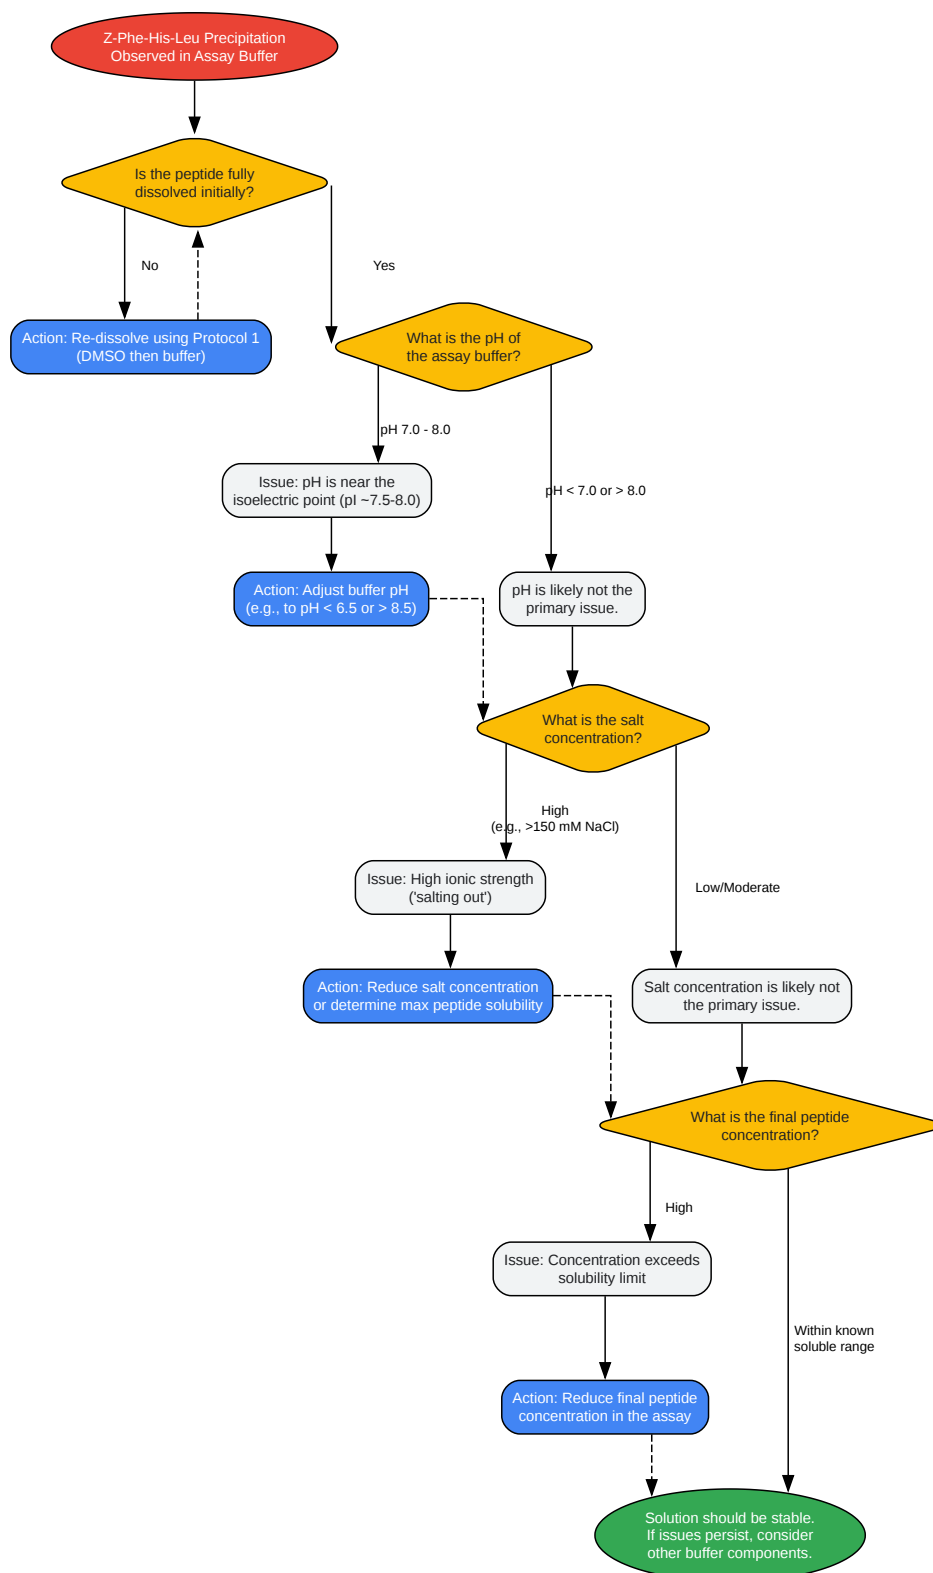 Z-Phe-His-Leu Precipitation
Observed in Assay Buffer
Is the peptide fully
dissolved initially?
No
Yes
Action: Re-dissolve using Protocol 1
(DMSO then buffer)
What is the pH of
the assay buffer?
pH 7.0 - 8.0
pH < 7.0 or > 8.0
Issue: pH is near the
isoelectric point (pI ~7.5-8.0)
Action: Adjust buffer pH
(e.g., to pH < 6.5 or > 8.5)
pH is likely not the
primary issue.
What is the salt
concentration?
High
(e.g., >150 mM NaCl)
Low/Moderate
Issue: High ionic strength
('salting out')
Action: Reduce salt concentration
or determine max peptide solubility
Salt concentration is likely not
the primary issue.
What is the final peptide
concentration?
High
Within known
soluble range
Issue: Concentration exceeds
solubility limit
Action: Reduce final peptide
concentration in the assay
Solution should be stable.
If issues persist, consider
other buffer components.